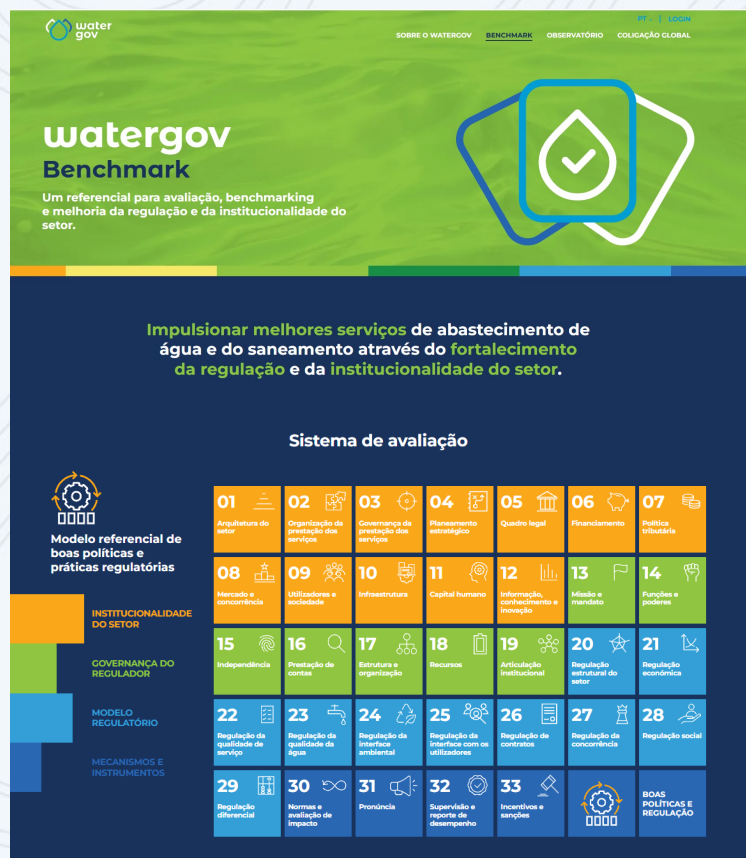 water
gov
PT
LOGIN
SOBRE O WATERGOV
BENCHMARK
OBSERVATÓRIO
COLIGAÇÃO GLOBAL
watergov
Benchmark
Um referencial para avaliação, benchmarking
e melhoria da regulação e da institucionalidade do
setor.
Impulsionar melhores serviços de abastecimento de
água e do saneamento através do fortalecimento
da regulação e da institucionalidade do setor.
Sistema de avaliação
Modelo referencial de
boas políticas e
práticas regulatórias
INSTITUCIONALIDADE
DO SETOR
GOVERNANÇA DO
REGULADOR
MODELO
REGULATÓRIO
MECANISMOS E
INSTRUMENTOS
01
Arquitetura do
setor
02
Organização da
prestação dos
serviços
03
Governança da
prestação dos
serviços
04
Planeamento
estratégico
05
Quadro legal
06
Financiamento
07
Política
tributária
08
Mercado e
concorrência
09
Utilizadores e
sociedade
10
Infraestrutura
11
Capital humano
12
Informação,
conhecimento e
inovação
13
Missão e
mandato
14
Funções e
poderes
15
Independência
16
Prestação de
contas
17
Estrutura e
organização
18
Recursos
19
Articulação
institucional
20
Regulação
estrutural do
setor
21
Regulação
económica
22
Regulação da
qualidade de
serviço
23
Regulação da
qualidade da
água
24
Regulação da
interface
ambiental
25
Regulação da
interface com os
utilizadores
26
Regulação de
contratos
27
Regulação da
concorrência
28
Regulação social
29
Regulação
diferencial
30
Normas e
avaliação de
impacto
31
Pronúncia
32
Supervisão e
reporte de
desempenho
33
Incentivos e
sanções
BOAS
POLÍTICAS E
REGULAÇÃO